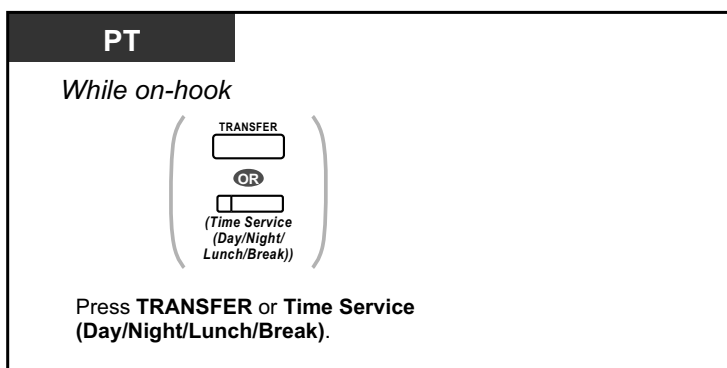 PT
While on-hook
TRANSFER
OR
(Time Service
(Day/Night/
Lunch/Break))
Press TRANSFER or Time Service
(Day/Night/Lunch/Break).